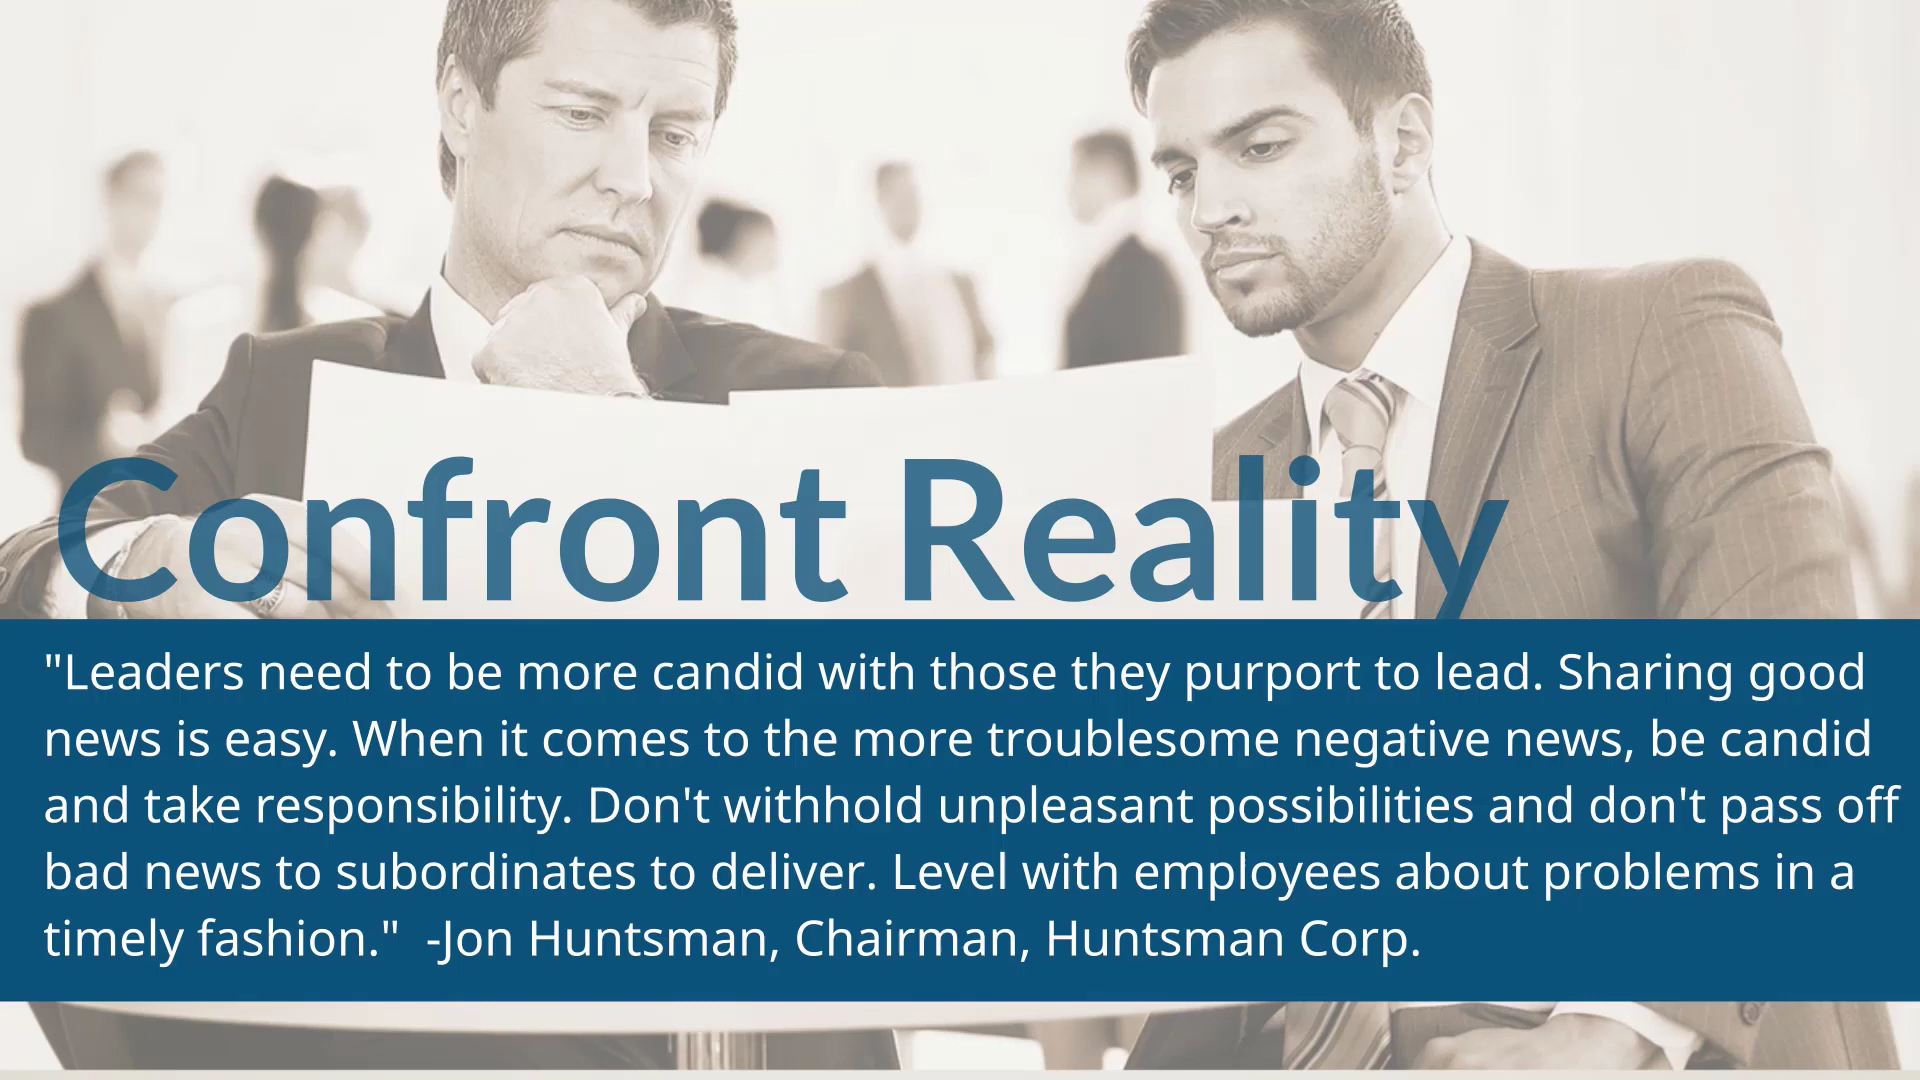 Confront Reality
"Leaders need to be more candid with those they purport to lead. Sharing good
news is easy. When it comes to the more troublesome negative news, be candid
and take responsibility. Don't withhold unpleasant possibilities and don't pass off
bad news to subordinates to deliver. Level with employees about problems in a
timely fashion."  -Jon Huntsman, Chairman, Huntsman Corp.